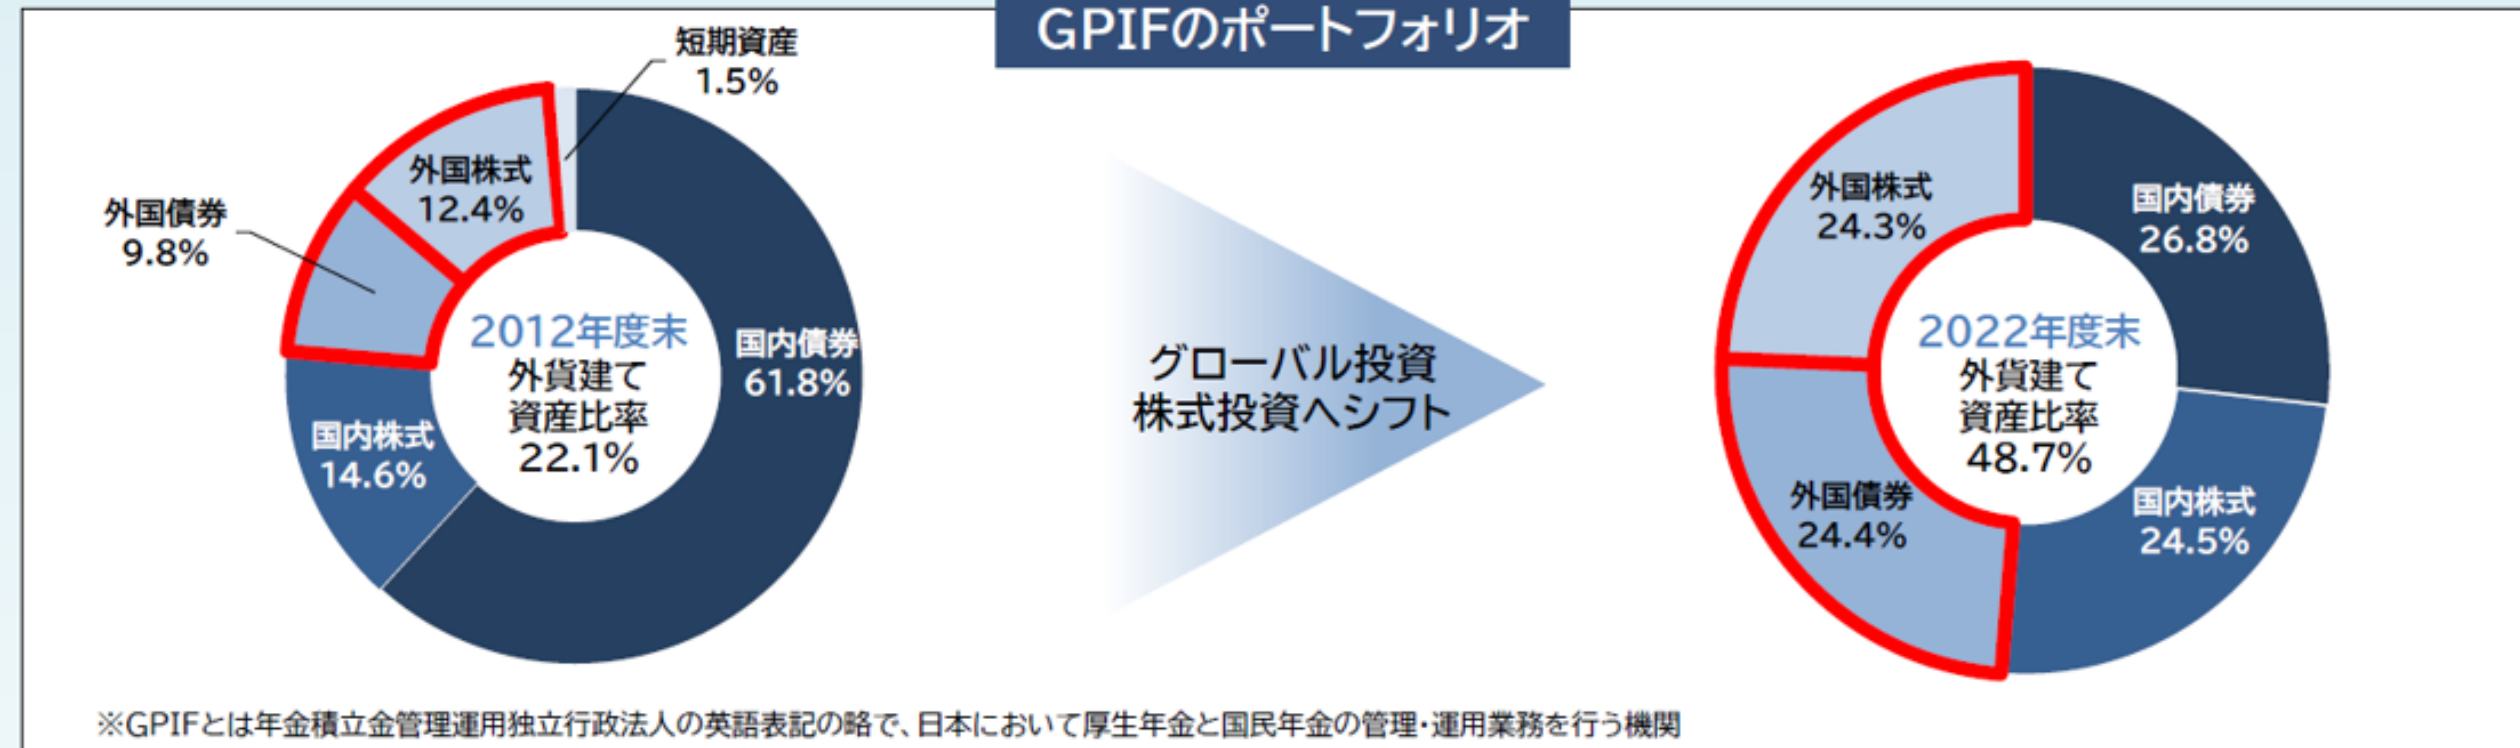 GPIFのポートフォリオ
短期資産
1.5%
外国株式
12.4%
外国債券
9.8%
国内債券
61.8%
国内株式
14.6%
2012年度末
外貨建て
資産比率
22.1%
グローバル投資
株式投資へシフト
外国株式
24.3%
国内債券
26.8%
外国債券
24.4%
国内株式
24.5%
2022年度末
外貨建て
資産比率
48.7%
※GPIFとは年金積立金管理運用独立行政法人の英語表記の略で、日本において厚生年金と国民年金の管理・運用業務を行う機関